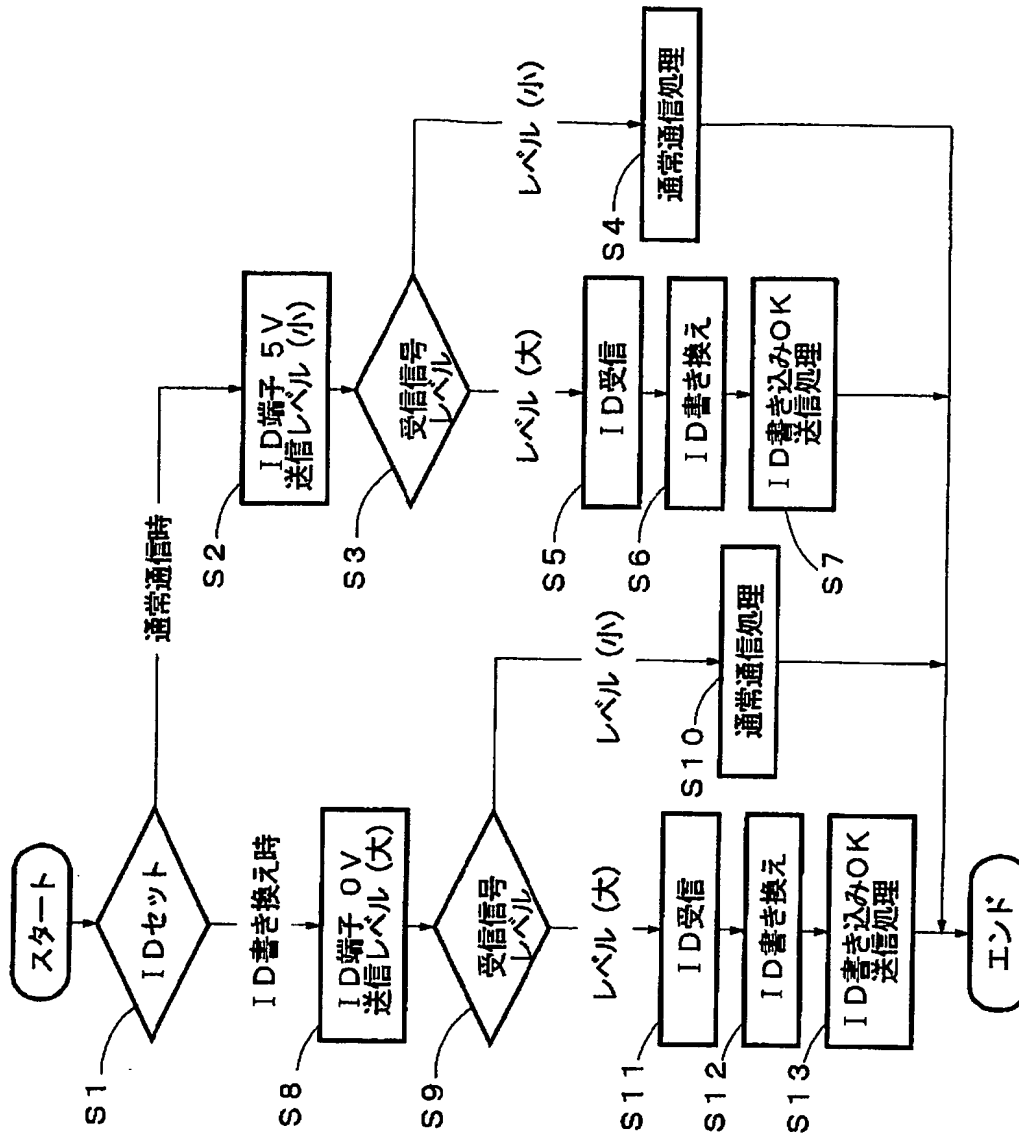 スタート
S1
IDセット
通常通信時
ID書き換え時
S2
ID端子 5V
送信レベル (小)
S3
受信信号
レベル
レベル (小)
S4
通常通信処理
レベル (大)
S5
ID受信
S6
ID書き換え
S7
ID書き込みOK
送信処理
S8
ID端子 0V
送信レベル (大)
S9
受信信号
レベル
レベル (小)
S10
通常通信処理
レベル (大)
S11
ID受信
S12
ID書き換え
S13
ID書き込みOK
送信処理
エンド